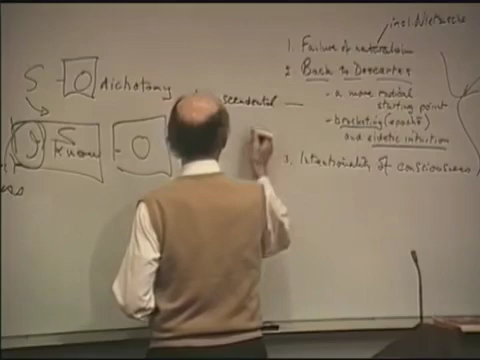 incl. Nietzsche
1. Failure of naturalism
2 Back to Descartes
- a more radical
starting point
- bracketing (epoché)
and eidetic intuition
3. Intentionality of consciousness
S - O dichotomy
scendental —
S
know
O